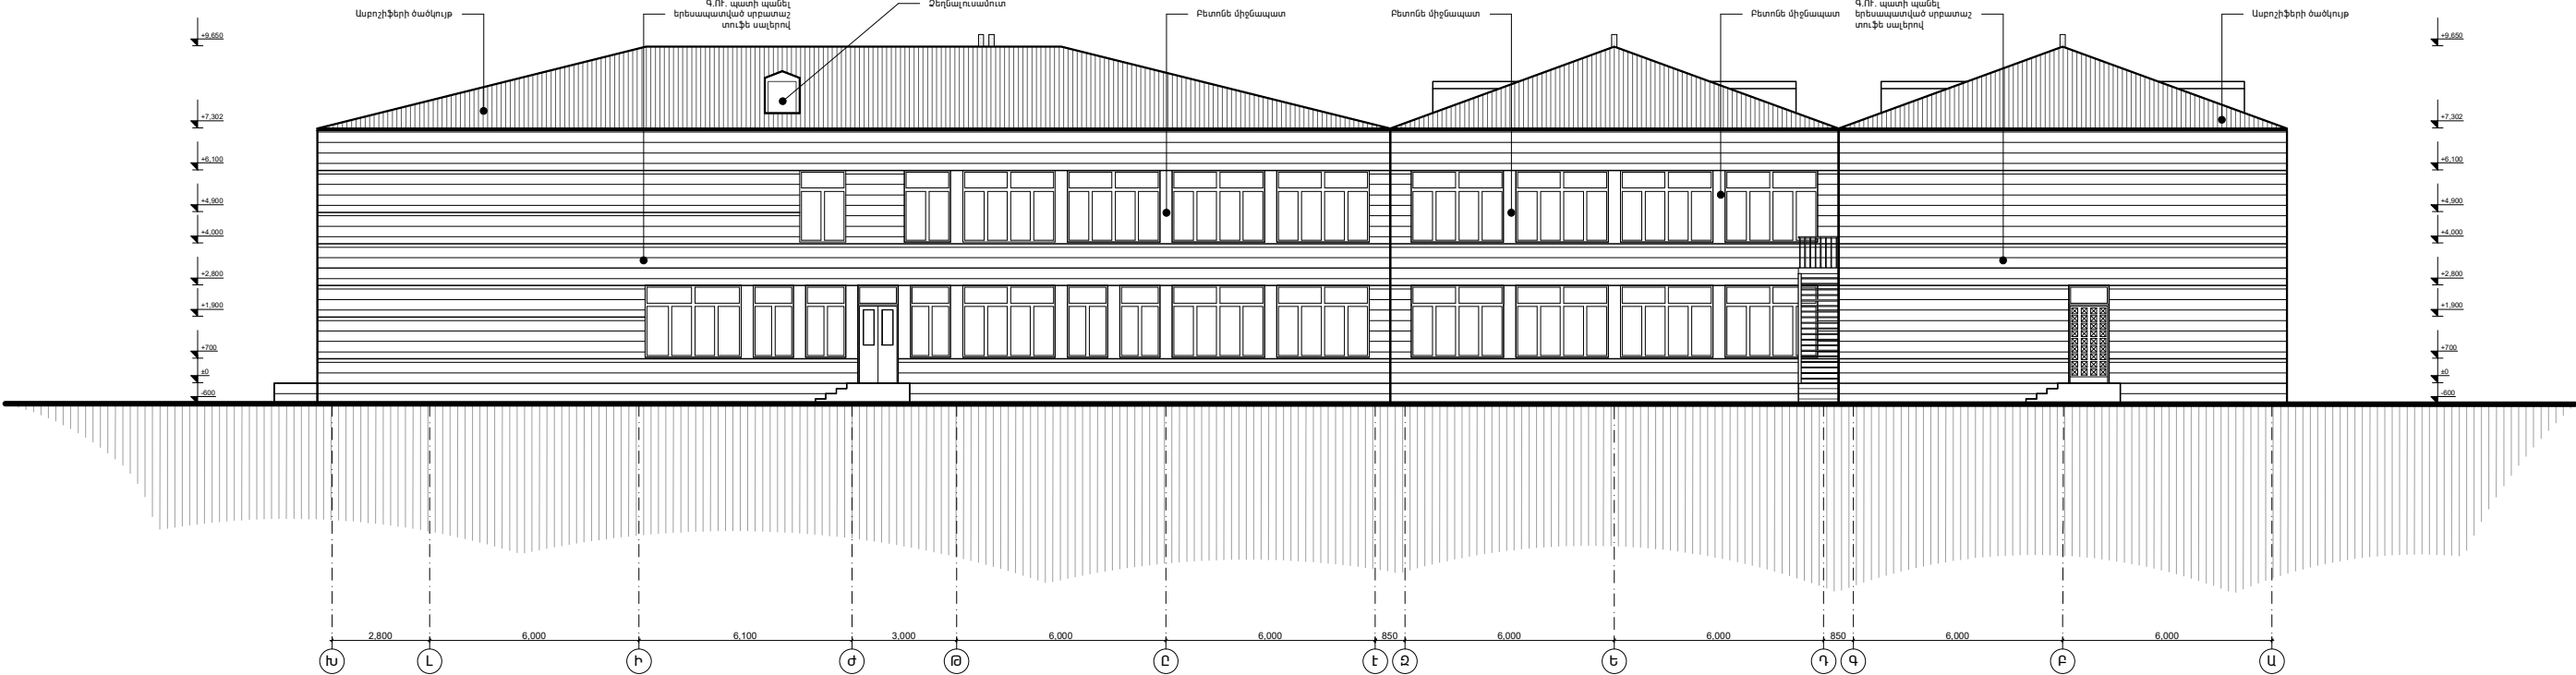 Ասբոշիֆերի ծածկույթ
Գ.ՈՒ. պատի պանել
երեսապատված սրբատաշ
տուֆե սալերով
Ձեղնալուսամուտ
Բետոնե միջնապատ
Բետոնե միջնապատ
Բետոնե միջնապատ
Գ.ՈՒ. պատի պանել
երեսապատված սրբատաշ
տուֆե սալերով
Ասբոշիֆերի ծածկույթ
+9,650
+7,302
+6,100
+4,900
+4,000
+2,800
+1,900
+700
±0
-600
+9,650
+7,302
+6,100
+4,900
+4,000
+2,800
+1,900
+700
±0
-600
2,800 6,000 6,100 3,000 6,000 6,000 850 6,000 6,000 850 6,000 6,000
Խ Լ Ի Ժ Թ Ը Է Զ Ե Դ Գ Բ Ա